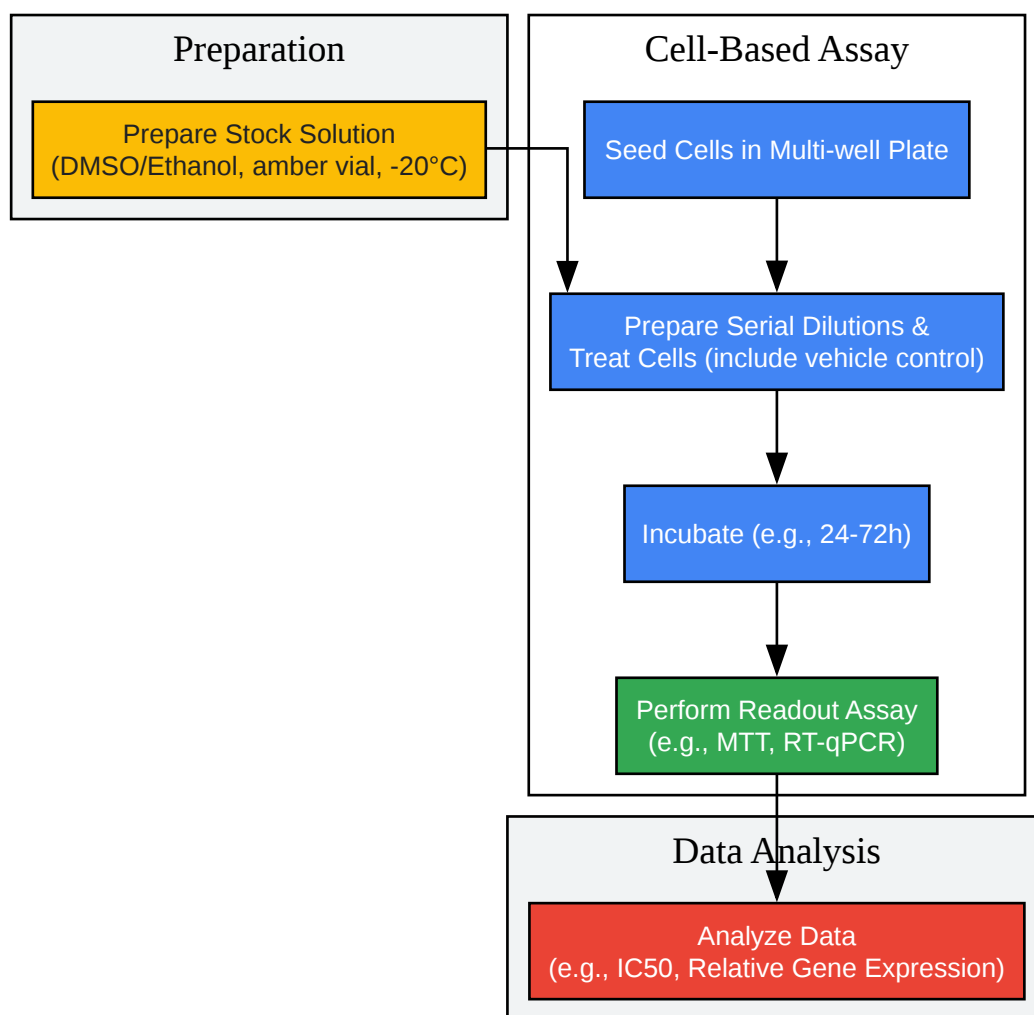 Preparation
Prepare Stock Solution
(DMSO/Ethanol, amber vial, -20°C)
Cell-Based Assay
Seed Cells in Multi-well Plate
Prepare Serial Dilutions &
Treat Cells (include vehicle control)
Incubate (e.g., 24-72h)
Perform Readout Assay
(e.g., MTT, RT-qPCR)
Data Analysis
Analyze Data
(e.g., IC50, Relative Gene Expression)